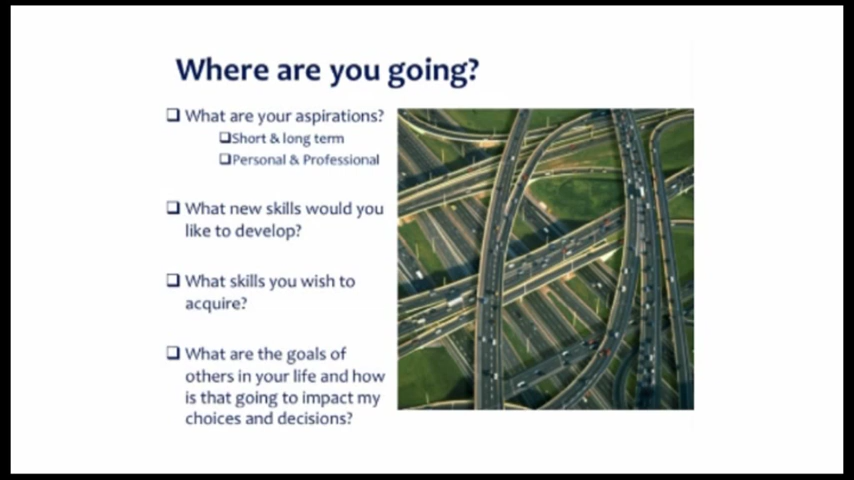 Where are you going?
What are your aspirations?
Short & long term
Personal & Professional
What new skills would you
like to develop?
What skills you wish to
acquire?
What are the goals of
others in your life and how
is that going to impact my
choices and decisions?